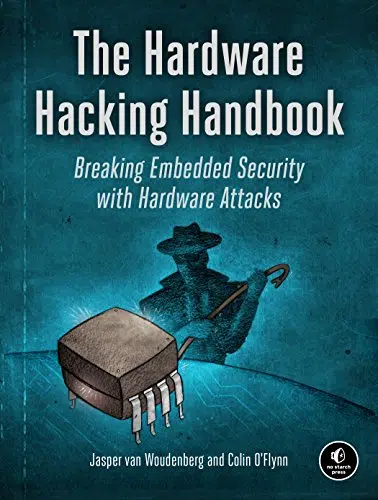 The Hardware
Hacking Handbook
Breaking Embedded Security
with Hardware Attacks
Jasper van Woudenberg and Colin O'Flynn
no starch
press